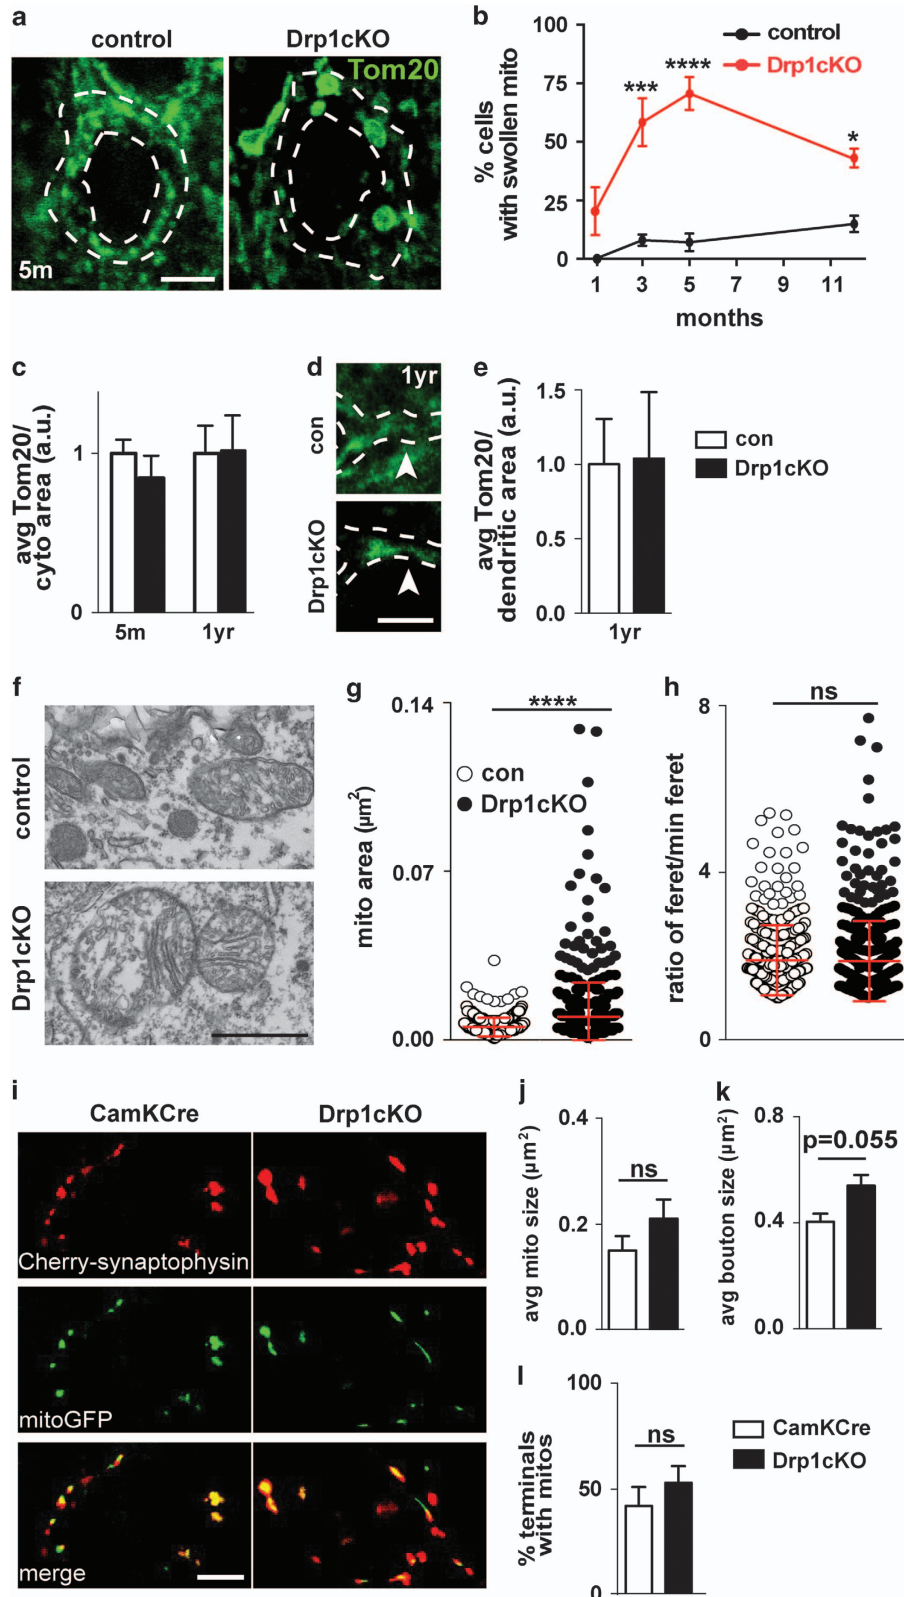 a
control
Drp1cKO
Tom20
5m
b
100
75
50
25
0
% cells
with swollen mito
control
Drp1cKO
***
****
*
1 3 5 7 9 11
months
c
avg Tom20/
cyto area (a.u.)
1
0
5m 1yr
d
1yr
con
Drp1cKO
e
avg Tom20/
dendritic area (a.u.)
1.5
1.0
0.5
0.0
1yr
con
Drp1cKO
f
control
Drp1cKO
g
mito area (µm²)
0.14
0.07
0.00
****
con
Drp1cKO
h
ratio of feret/min feret
8
4
0
ns
i
CamKCre
Drp1cKO
Cherry-synaptophysin
mitoGFP
merge
j
avg mito size (µm²)
0.4
0.2
0.0
ns
k
avg bouton size (µm²)
0.8
0.4
0.0
p=0.055
l
% terminals
with mitos
100
50
0
ns
CamKCre
Drp1cKO